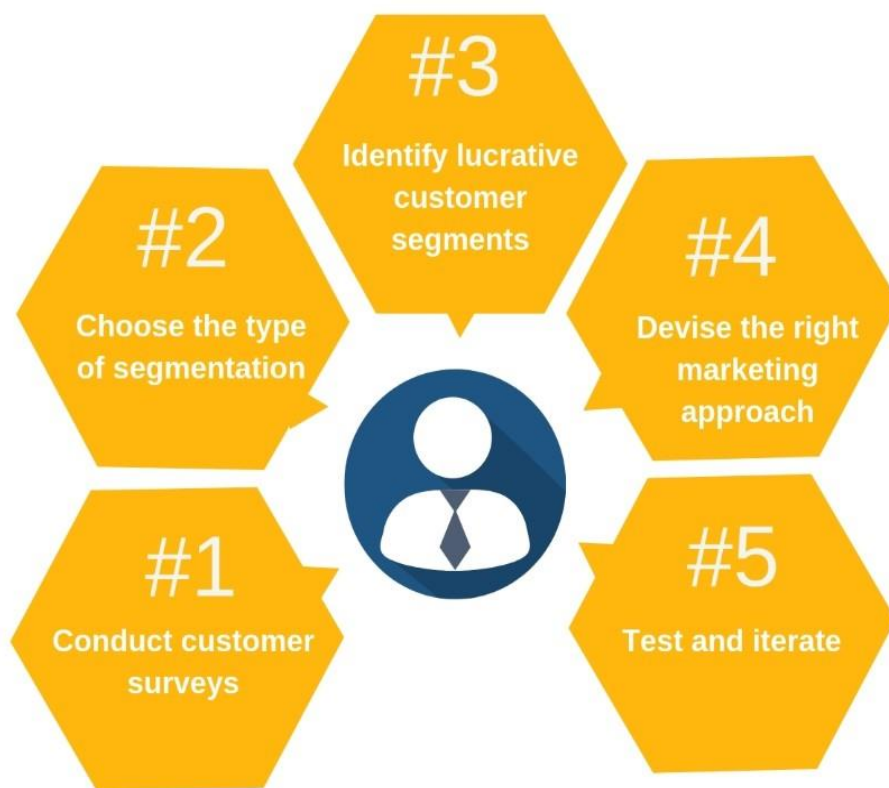 #1
Conduct customer
surveys
#2
Choose the type
of segmentation
#3
Identify lucrative
customer
segments
#4
Devise the right
marketing
approach
#5
Test and iterate